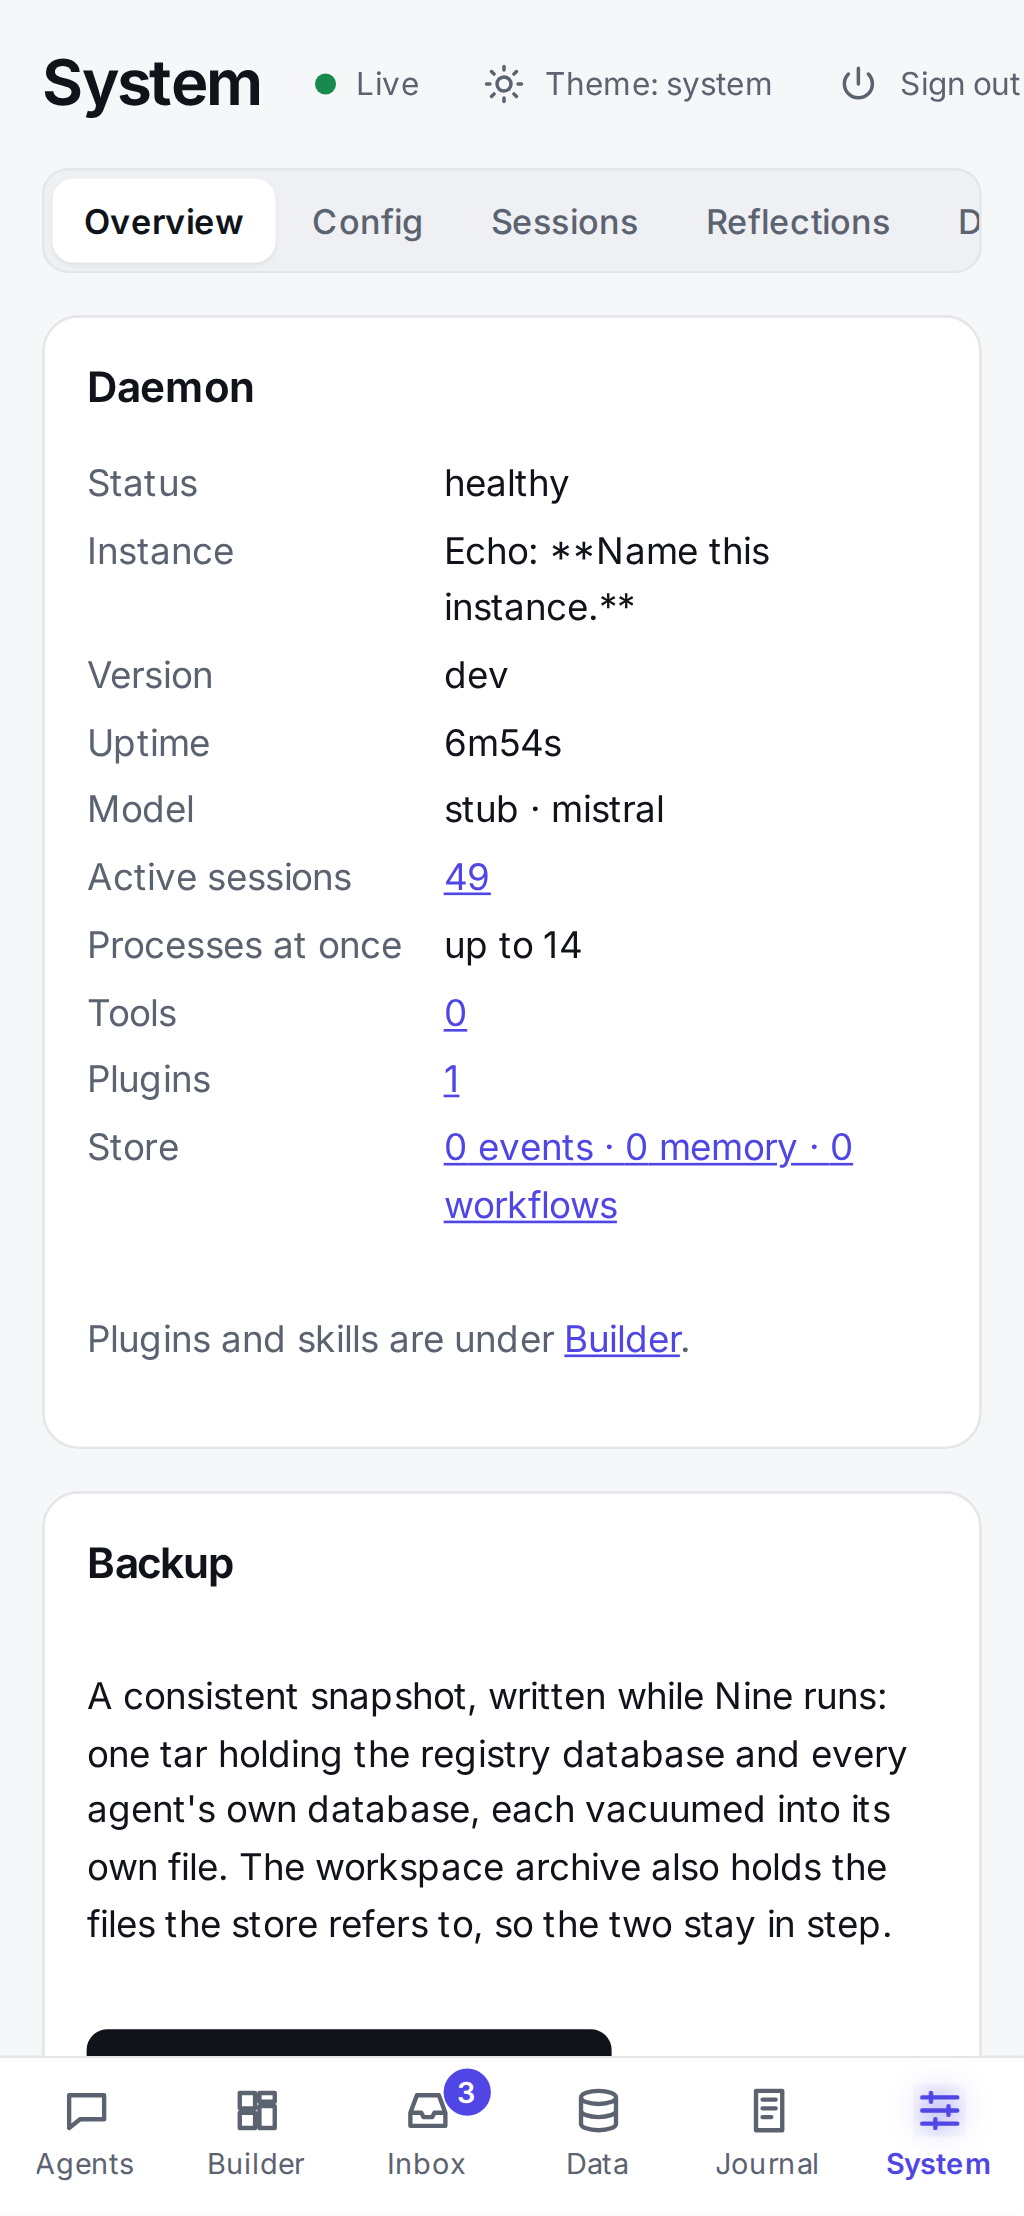 System Live Theme: system Sign out
Overview Config Sessions Reflections D
Daemon
Status healthy
Instance Echo: **Name this
instance.**
Version dev
Uptime 6m54s
Model stub · mistral
Active sessions 49
Processes at once up to 14
Tools 0
Plugins 1
Store 0 events · 0 memory · 0
workflows
Plugins and skills are under Builder.
Backup
A consistent snapshot, written while Nine runs:
one tar holding the registry database and every
agent's own database, each vacuumed into its
own file. The workspace archive also holds the
files the store refers to, so the two stay in step.
3
Agents Builder Inbox Data Journal System